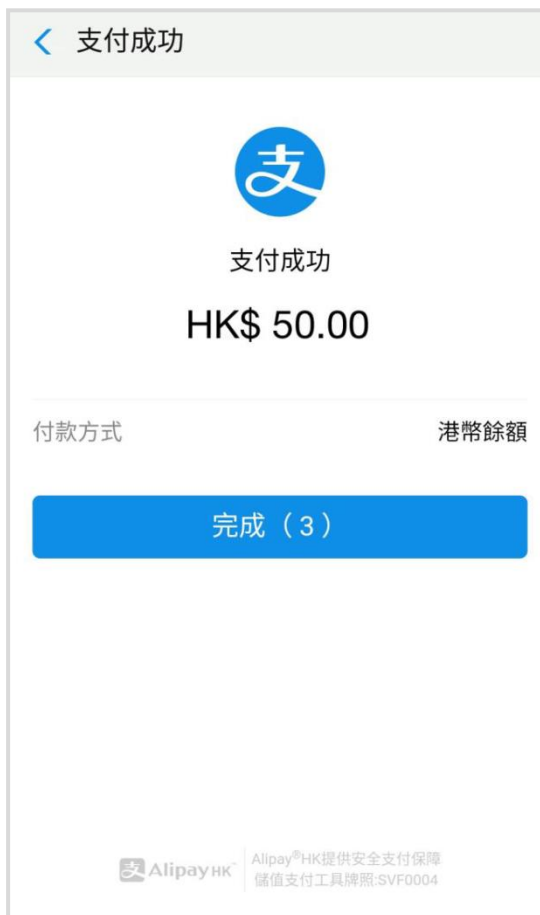 支付成功
支
支付成功
HK$ 50.00
付款方式 港幣餘額
完成（3）
支 AlipayHK
Alipay®HK提供安全支付保障
儲值支付工具牌照:SVF0004